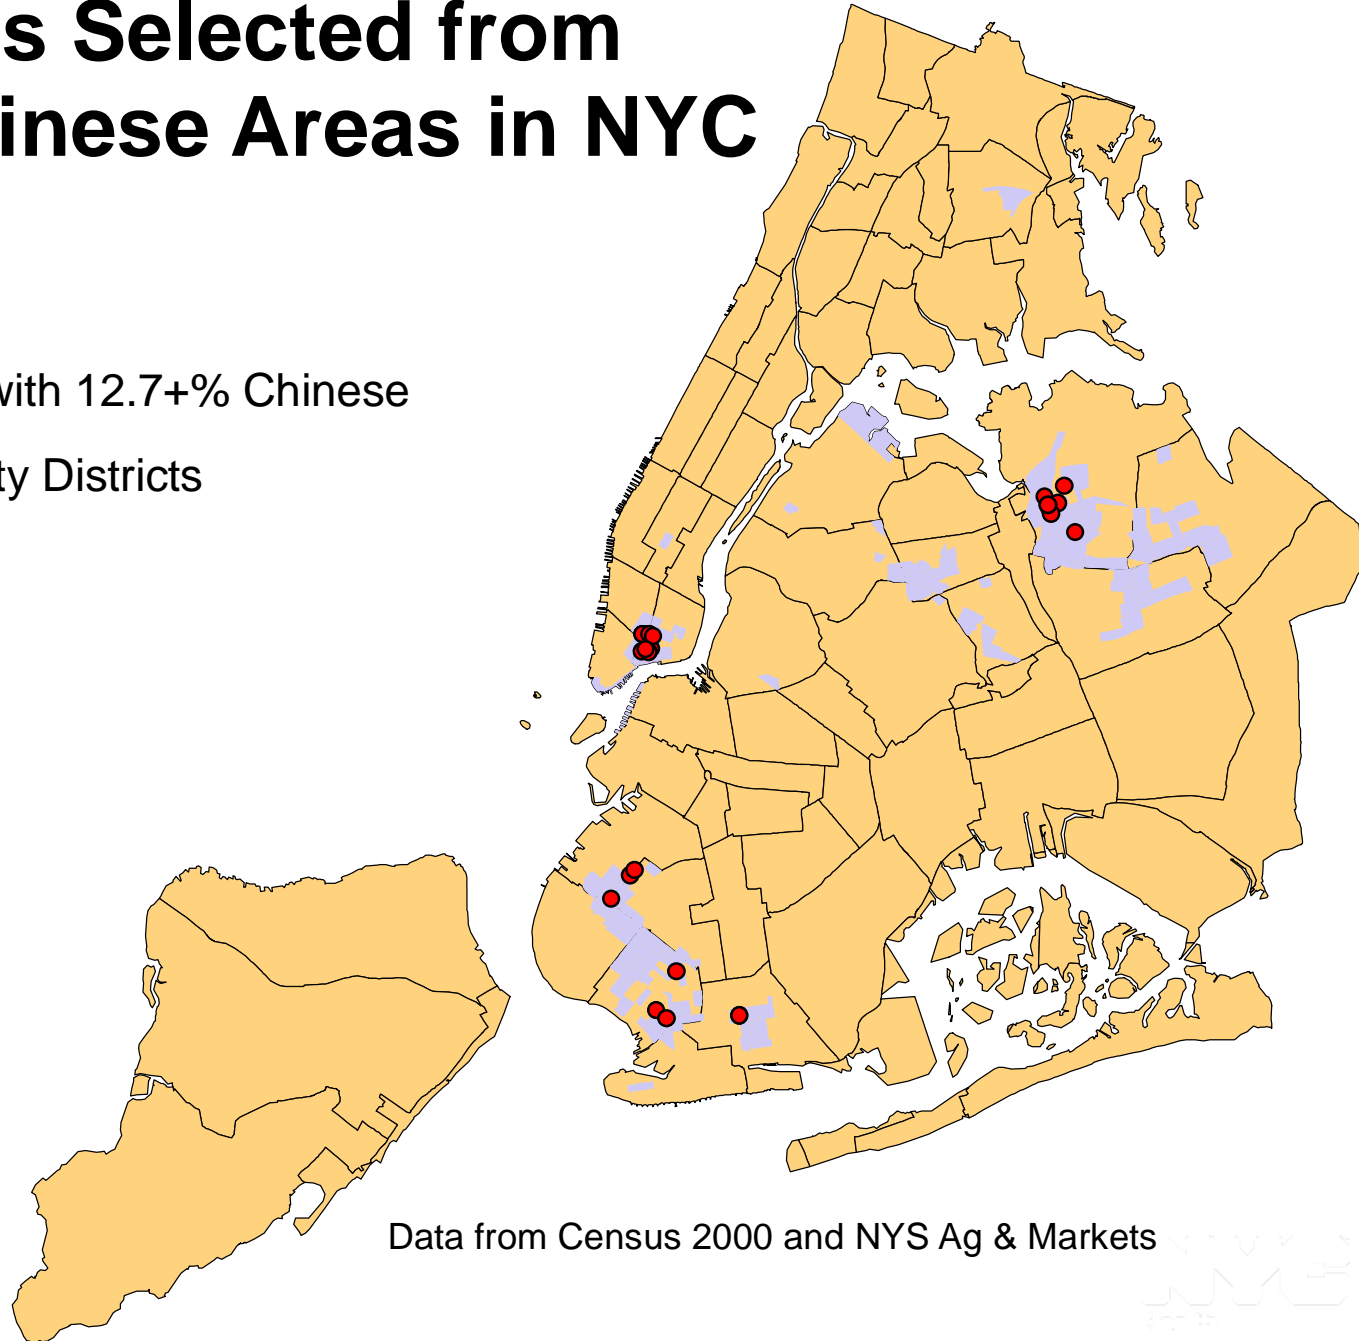 s Selected from
inese Areas in NYC
with 12.7+% Chinese
ty Districts
Data from Census 2000 and NYS Ag & Markets
NYC